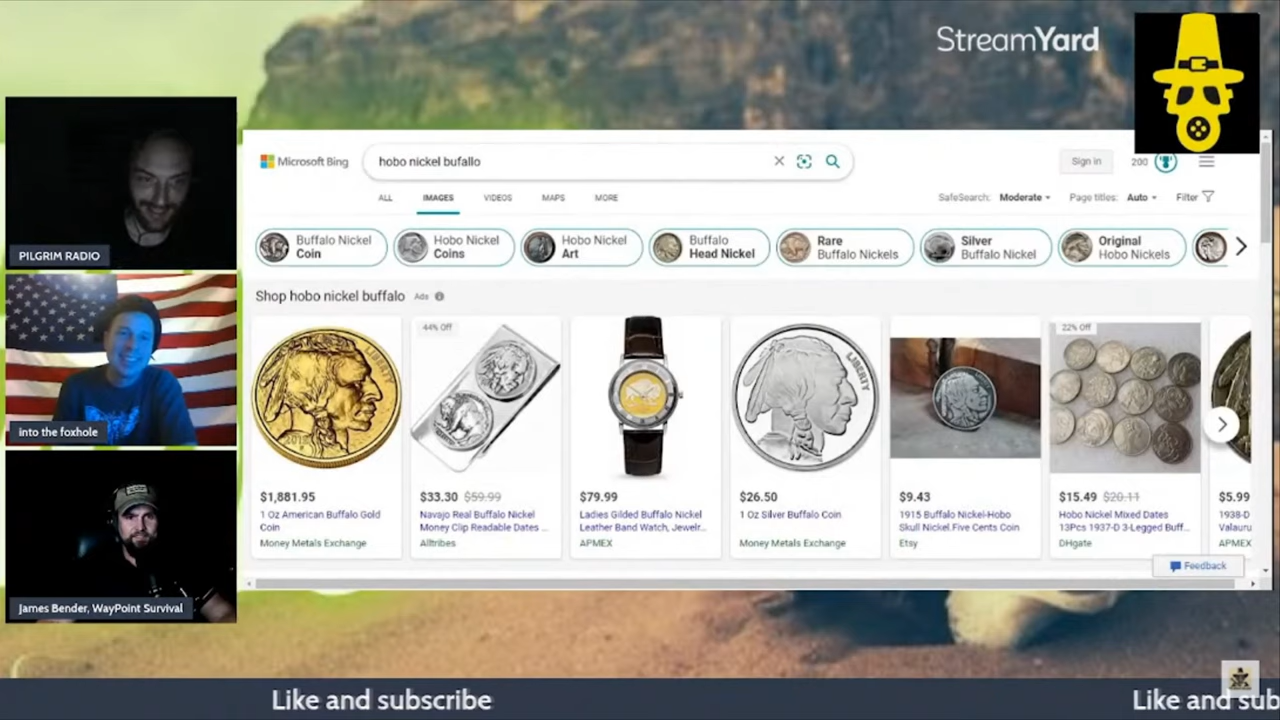 StreamYard
PILGRIM RADIO
into the foxhole
James Bender, WayPoint Survival
Microsoft Bing
hobo nickel bufallo
Sign in
200
ALL IMAGES VIDEOS MAPS MORE
SafeSearch: Moderate Page titles: Auto Filter
Buffalo Nickel
Coin
Hobo Nickel
Coins
Hobo Nickel
Art
Buffalo
Head Nickel
Rare
Buffalo Nickels
Silver
Buffalo Nickel
Original
Hobo Nickels
Shop hobo nickel buffalo Ads
LIBERTY
$1,881.95
1 Oz American Buffalo Gold
Coin
Money Metals Exchange
44% Off
$33.30 $59.99
Navajo Real Buffalo Nickel
Money Clip Readable Dates ...
Alltribes
$79.99
Ladies Gilded Buffalo Nickel
Leather Band Watch, Jewelr...
APMEX
LIBERTY
$26.50
1 Oz Silver Buffalo Coin
Money Metals Exchange
$9.43
1915 Buffalo Nickel-Hobo
Skull Nickel Five Cents Coin
Etsy
22% Off
$15.49 $20.11
Hobo Nickel Mixed Dates
13Pcs 1937-D 3-Legged Buff...
DHgate
$5.99
1938-D
Valauru
APMEX
Feedback
Like and subscribe
Like and sub